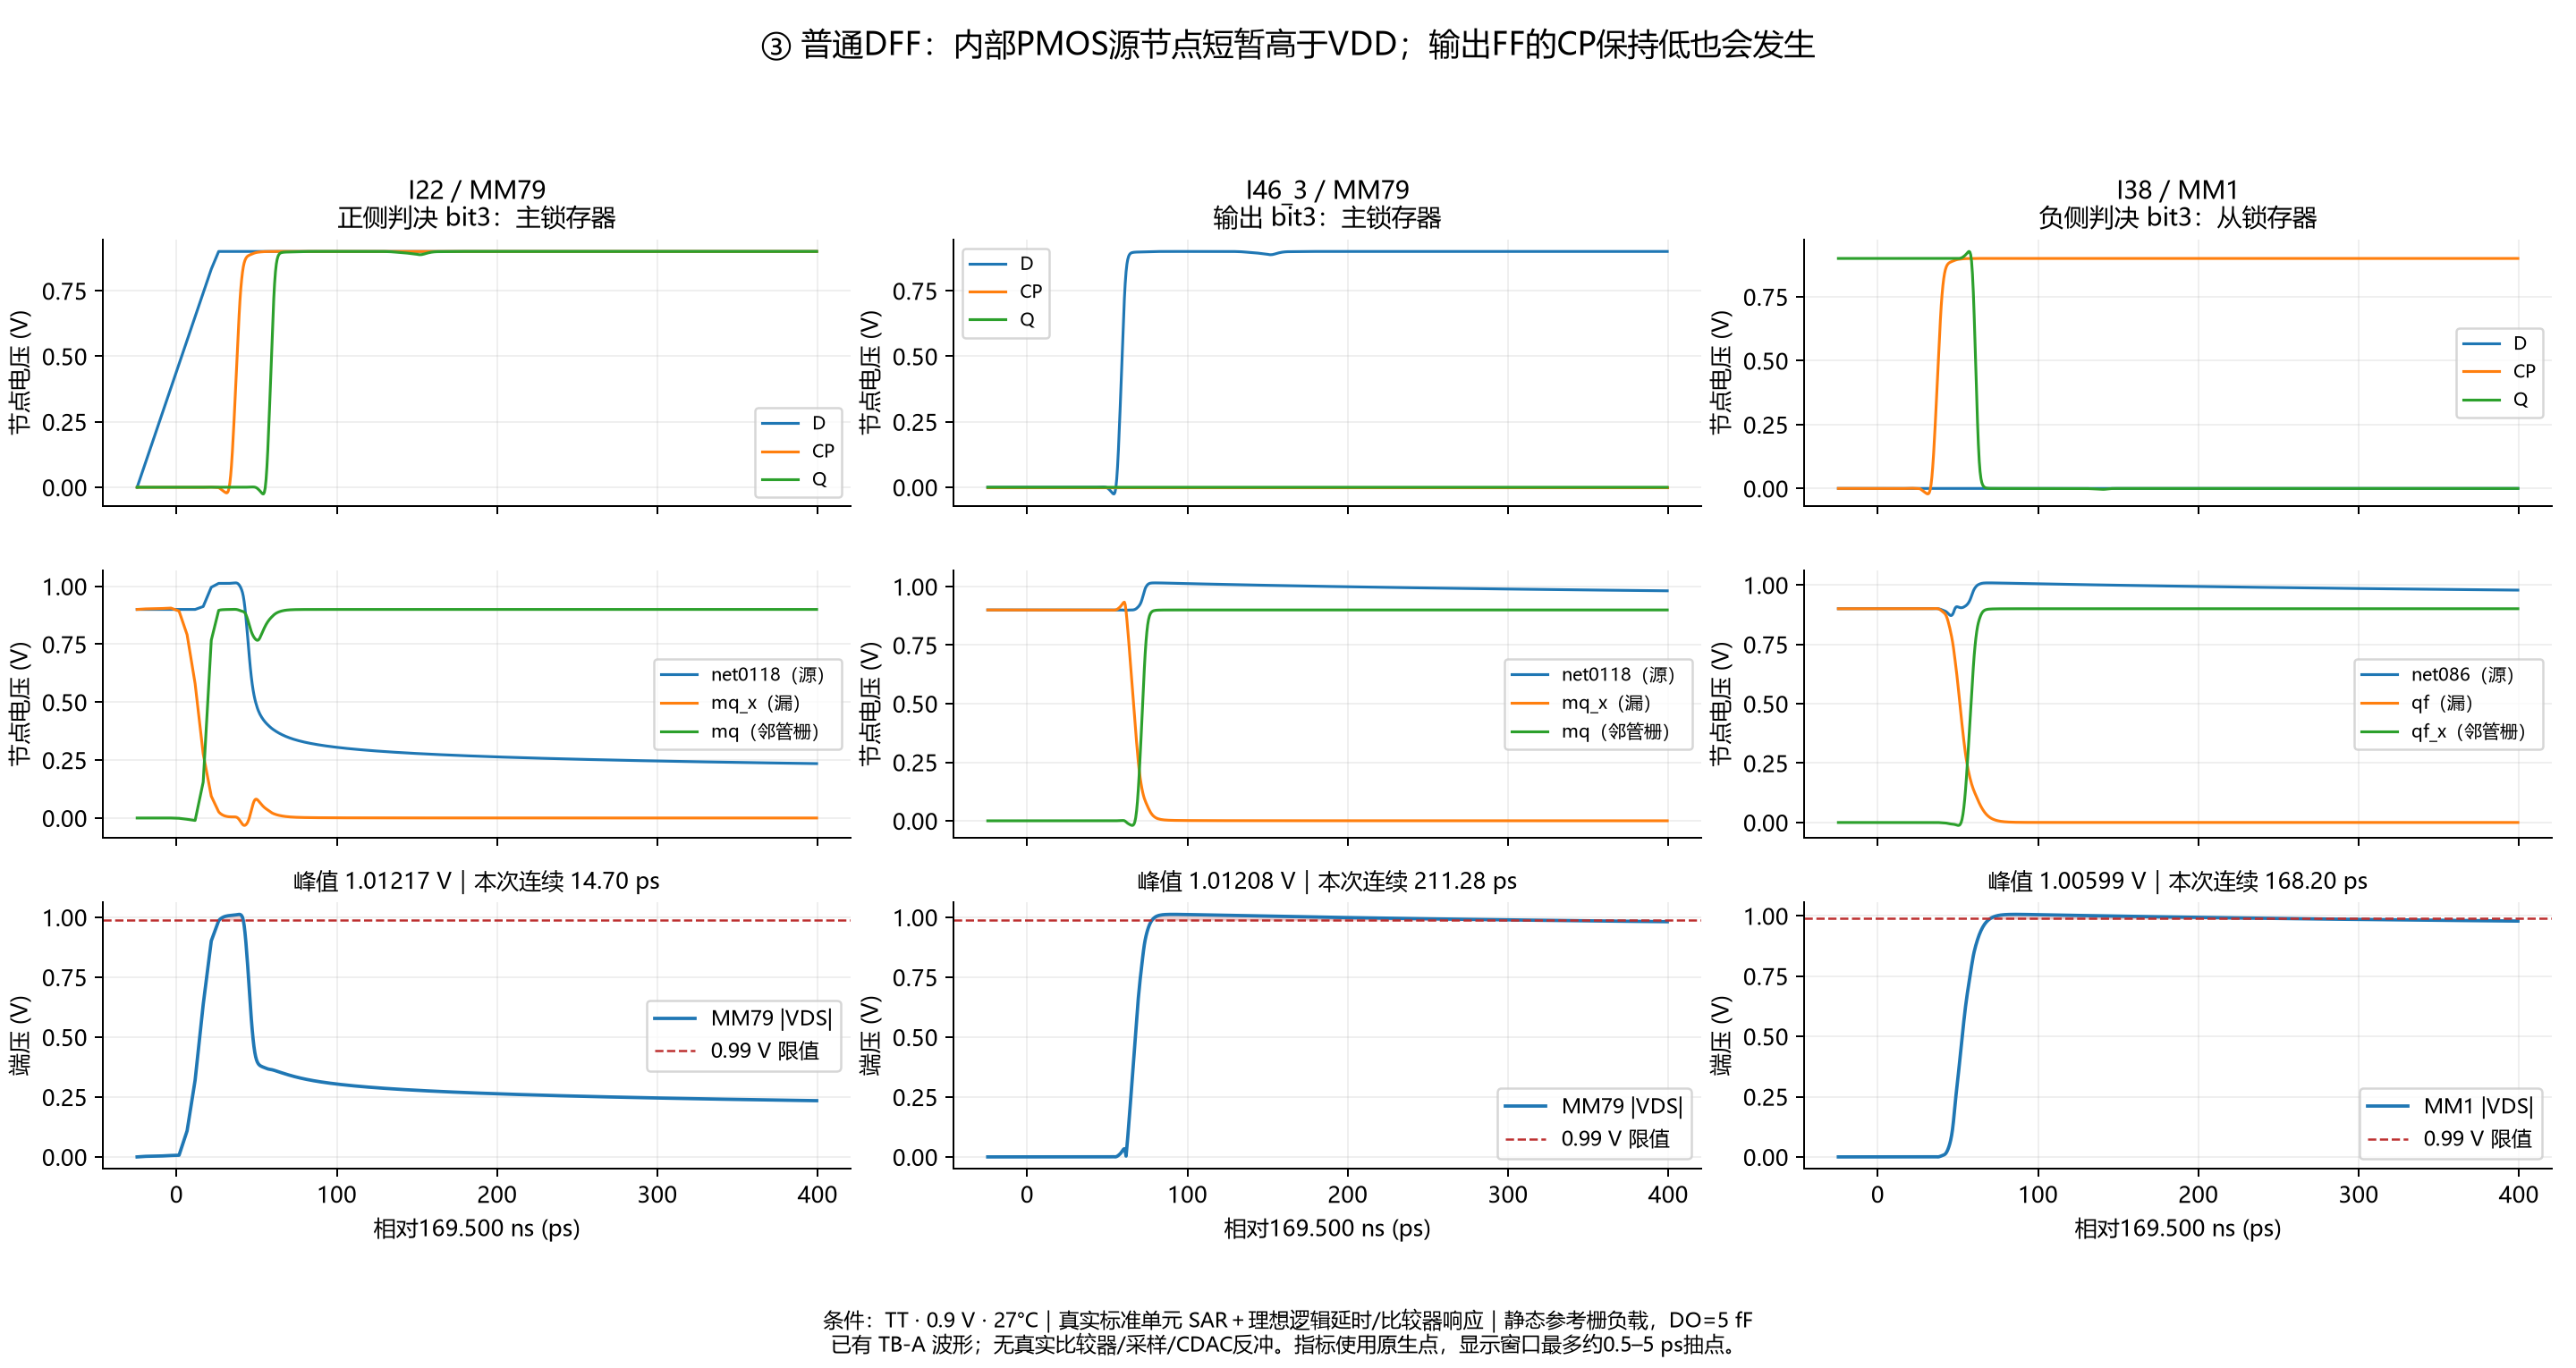 ③ 普通DFF：内部PMOS源节点短暂高于VDD；输出FF的CP保持低也会发生
I22 / MM79
正侧判决 bit3：主锁存器
节点电压 (V)
0.75
0.50
0.25
0.00
D
CP
Q
I46_3 / MM79
输出 bit3：主锁存器
节点电压 (V)
0.75
0.50
0.25
0.00
D
CP
Q
I38 / MM1
负侧判决 bit3：从锁存器
节点电压 (V)
0.75
0.50
0.25
0.00
D
CP
Q
节点电压 (V)
1.00
0.75
0.50
0.25
0.00
net0118（源）
mq_x（漏）
mq（邻管栅）
节点电压 (V)
1.00
0.75
0.50
0.25
0.00
net0118（源）
mq_x（漏）
mq（邻管栅）
节点电压 (V)
1.00
0.75
0.50
0.25
0.00
net086（源）
qf（漏）
qf_x（邻管栅）
峰值 1.01217 V | 本次连续 14.70 ps
端压 (V)
1.00
0.75
0.50
0.25
0.00
MM79 |VDS|
0.99 V 限值
0 100 200 300 400
相对169.500 ns (ps)
峰值 1.01208 V | 本次连续 211.28 ps
端压 (V)
1.00
0.75
0.50
0.25
0.00
MM79 |VDS|
0.99 V 限值
0 100 200 300 400
相对169.500 ns (ps)
峰值 1.00599 V | 本次连续 168.20 ps
端压 (V)
1.00
0.75
0.50
0.25
0.00
MM1 |VDS|
0.99 V 限值
0 100 200 300 400
相对169.500 ns (ps)
条件：TT · 0.9 V · 27°C | 真实标准单元 SAR + 理想逻辑延时/比较器响应 | 静态参考栅负载，DO=5 fF
已有 TB-A 波形；无真实比较器/采样/CDAC反冲。指标使用原生点，显示窗口最多约0.5–5 ps抽点。